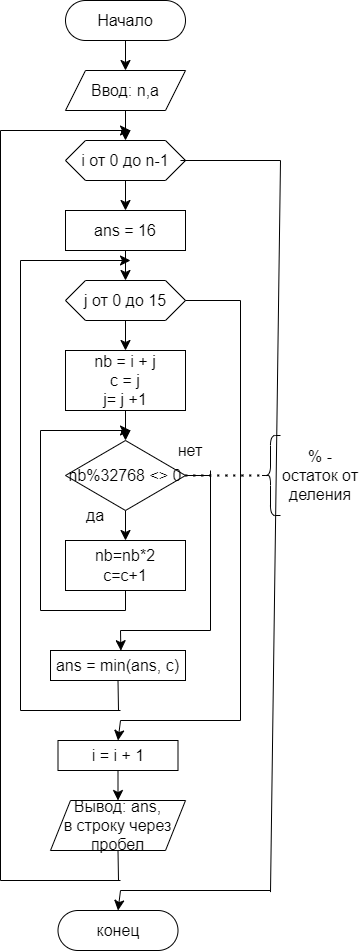 Начало
Ввод: n,a
i от 0 до n-1
ans = 16
j от 0 до 15
nb = i + j
c = j
j= j +1
нет
nb%32768 <> 0
% -
остаток от
деления
да
nb=nb*2
c=c+1
ans = min(ans, c)
i = i + 1
Вывод: ans,
в строку через
пробел
конец